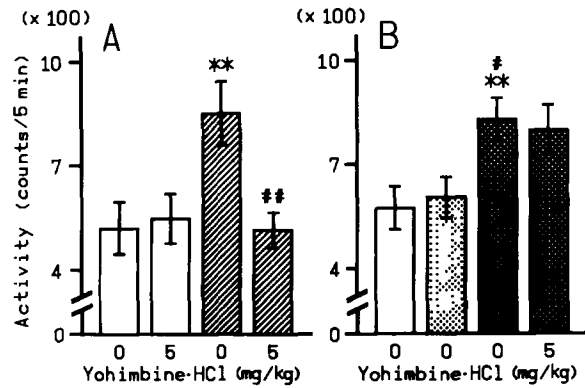 (x 100)
A
Activity (counts/5 min)
10
7
4
0
**
##
0 5 0 5
Yohimbine·HCl (mg/kg)
(x 100)
B
10
7
4
0
#
**
0 0 0 5
Yohimbine·HCl (mg/kg)